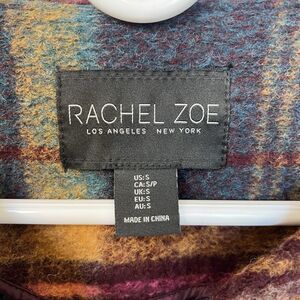 RACHEL ZOE
LOS ANGELES NEW YORK
US:S
CA:S/P
UK:S
EU:S
AU:S
MADE IN CHINA